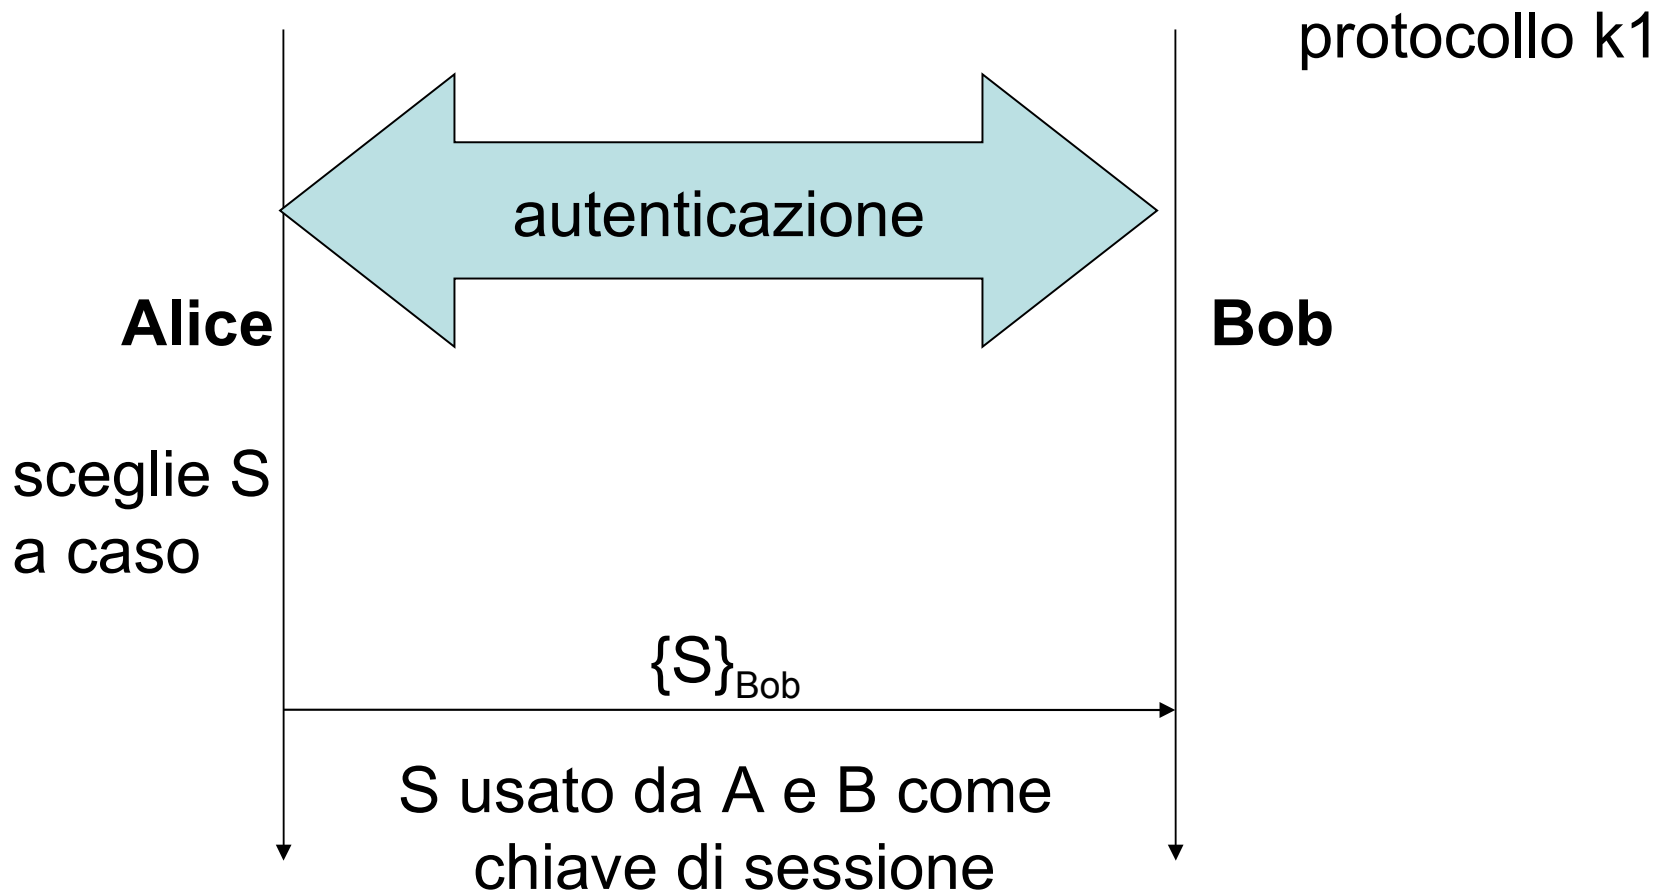 protocollo k1
autenticazione
Alice
Bob
sceglie S
a caso
{S}Bob
S usato da A e B come
chiave di sessione